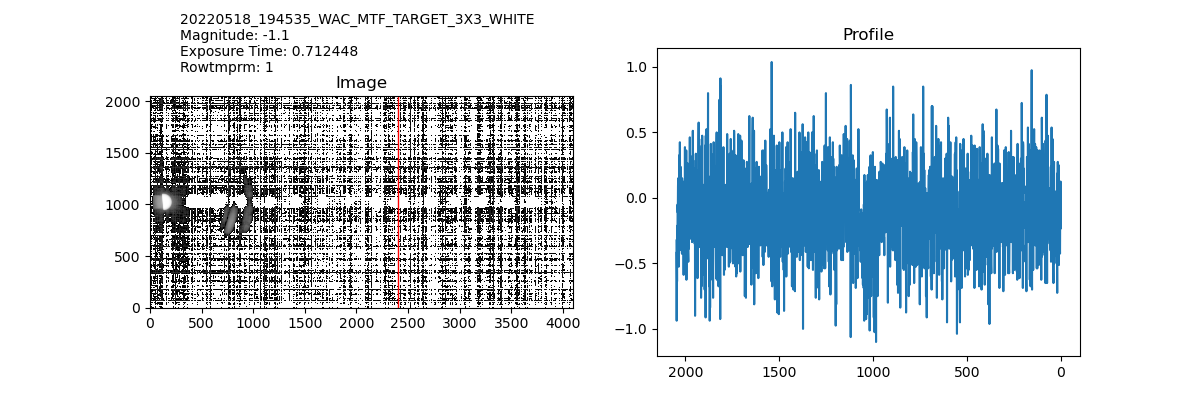 20220518_194535_WAC_MTF_TARGET_3X3_WHITE
Magnitude: -1.1
Exposure Time: 0.712448
Rowtmprm: 1
Image
2000
1500
1000
500
0
0 500 1000 1500 2000 2500 3000 3500 4000
Profile
1.0
0.5
0.0
−0.5
−1.0
2000 1500 1000 500 0